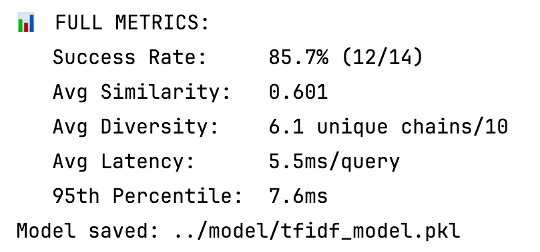 📊 FULL METRICS:
Success Rate: 85.7% (12/14)
Avg Similarity: 0.601
Avg Diversity: 6.1 unique chains/10
Avg Latency: 5.5ms/query
95th Percentile: 7.6ms
Model saved: ../model/tfidf_model.pkl